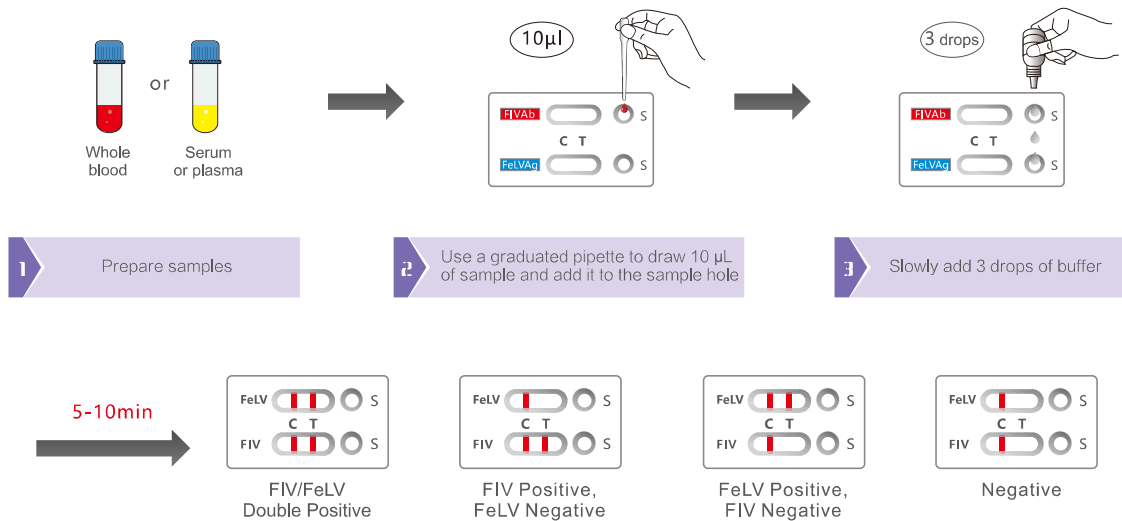 10μl
3 drops
or
FIVAb
S
C T
FeLVAg
S
FIVAb
S
C T
FeLVAg
S
Whole
blood
Serum
or plasma
1
Prepare samples
2
Use a graduated pipette to draw 10 μL
of sample and add it to the sample hole
3
Slowly add 3 drops of buffer
5-10min
FeLV
S
C T
FIV
S
FIV/FeLV
Double Positive
FeLV
S
C T
FIV
S
FIV Positive,
FeLV Negative
FeLV
S
C T
FIV
S
FeLV Positive,
FIV Negative
FeLV
S
C T
FIV
S
Negative